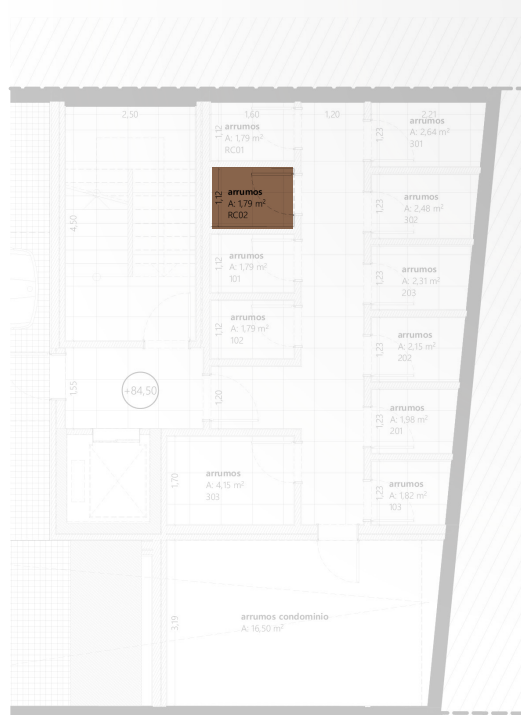 2,50
1,60
1,20
2,21
1,12
arrumos
A: 1,79 m²
RC01
1,23
arrumos
A: 2,64 m²
301
4,50
1,12
arrumos
A: 1,79 m²
RC02
1,23
arrumos
A: 2,48 m²
302
1,12
arrumos
A: 1,79 m²
101
1,23
arrumos
A: 2,31 m²
203
1,12
arrumos
A: 1,79 m²
102
1,23
arrumos
A: 2,15 m²
202
1,55
+84,50
1,20
1,23
arrumos
A: 1,98 m²
201
1,70
arrumos
A: 4,15 m²
303
1,23
arrumos
A: 1,82 m²
103
3,19
arrumos condomínio
A: 16,50 m²